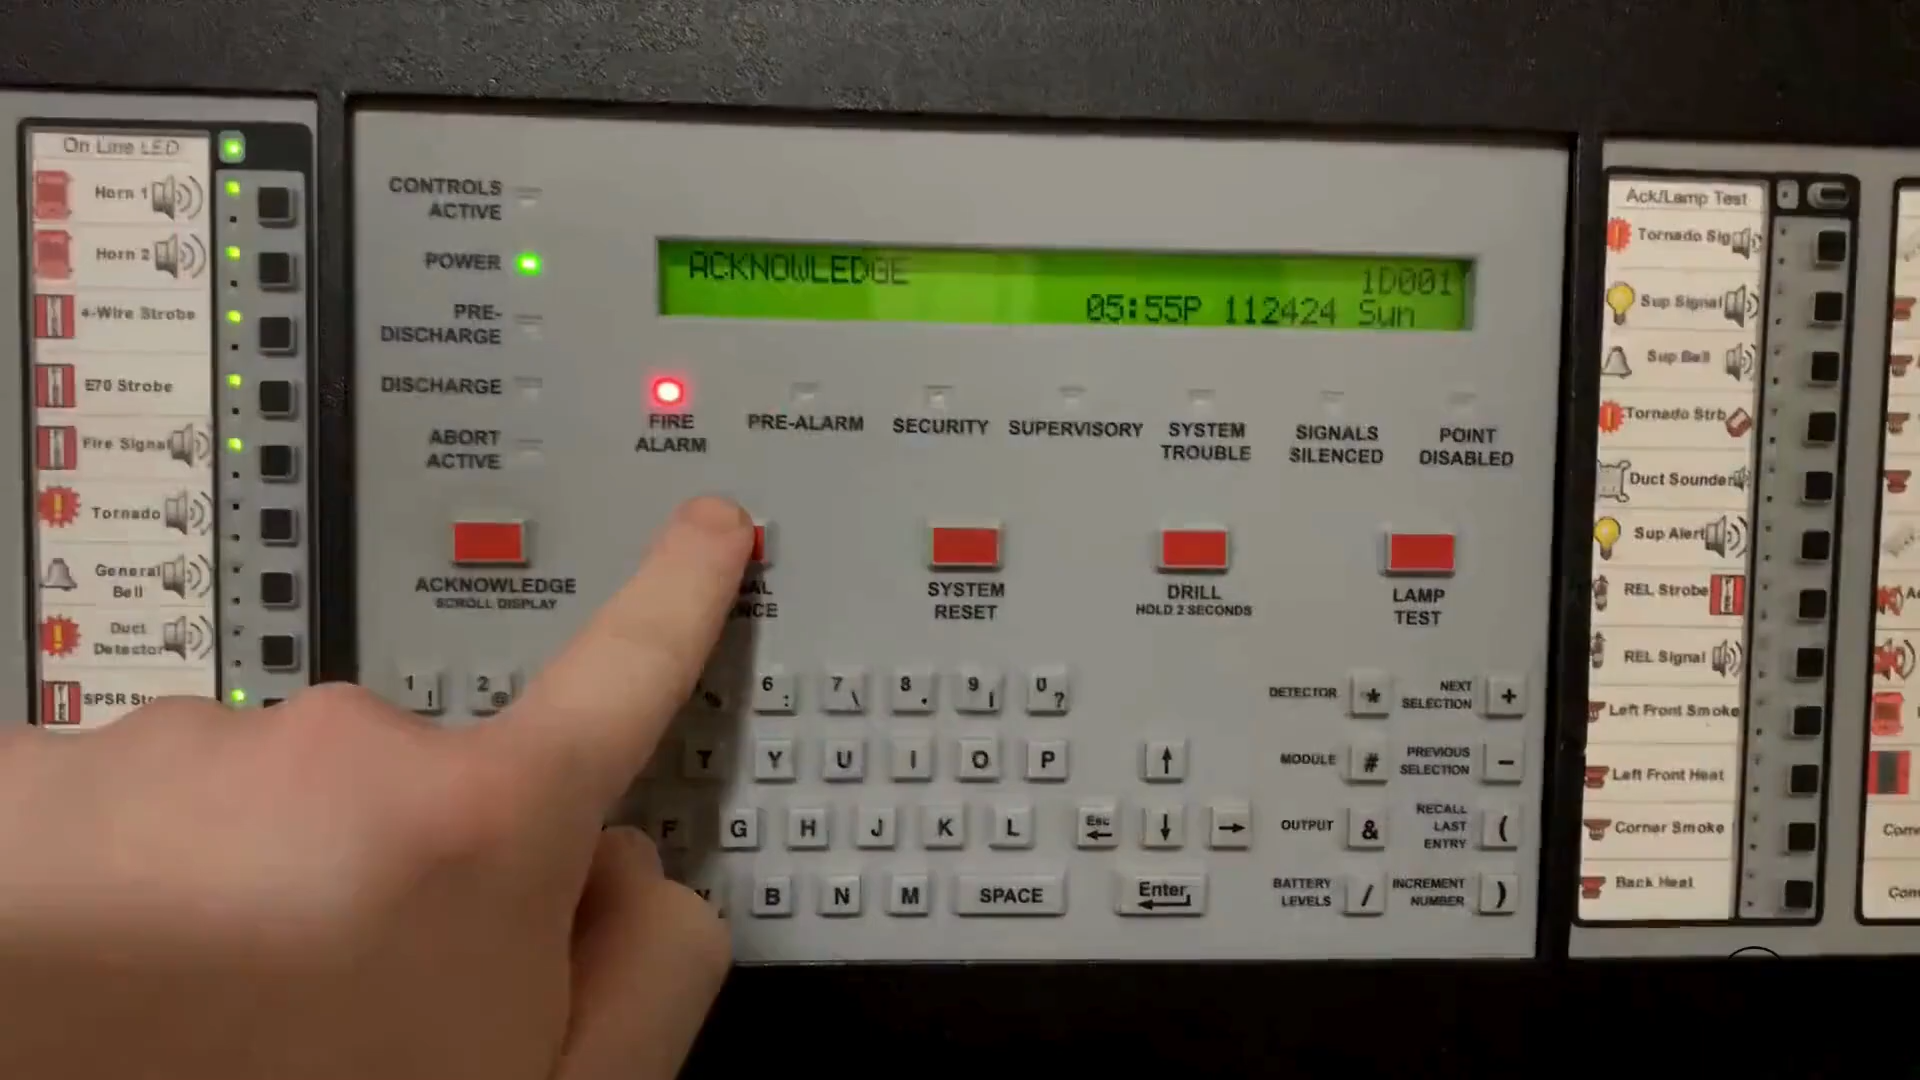 On Line LED
Horn 1
Horn 2
4-Wire Strobe
E70 Strobe
Fire Signal
Tornado
General
Bell
Duct
Detector
SPSR
CONTROLS
ACTIVE
POWER
PRE-
DISCHARGE
DISCHARGE
ABORT
ACTIVE
ACKNOWLEDGE
1D001
05:55P 112424 Sun
FIRE
ALARM
PRE-ALARM
SECURITY
SUPERVISORY
SYSTEM
TROUBLE
SIGNALS
SILENCED
POINT
DISABLED
ACKNOWLEDGE
SCROLL DISPLAY
SYSTEM
RESET
DRILL
HOLD 2 SECONDS
LAMP
TEST
1 !
2 @
6 :
7 \
8 .
9
0 ?
DETECTOR *
NEXT
SELECTION +
T Y U I O P
↑
MODULE #
PREVIOUS
SELECTION -
F G H J K L
Esc
←
↓
→
OUTPUT &
RECALL
LAST
ENTRY (
B N M SPACE
Enter
BATTERY
LEVELS /
INCREMENT
NUMBER )
Ack/Lamp Test
Tornado Sig
Sup Signal
Sup Bell
Tornado Strb
Duct Sounder
Sup Alert
REL Strobe
REL Signal
Left Front Smoke
Left Front Heat
Corner Smoke
Back Heat